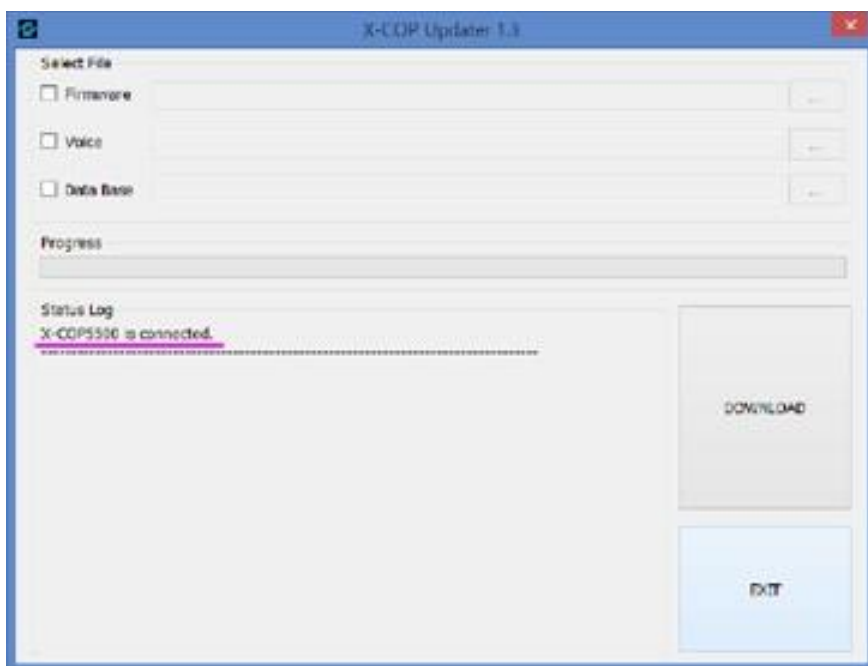 X-COP Updater 1.3
Select File
Firmware
...
Voice
...
Data Base
...
Progress
Status Log
X-COP5500 is connected.
DOWNLOAD
EXIT